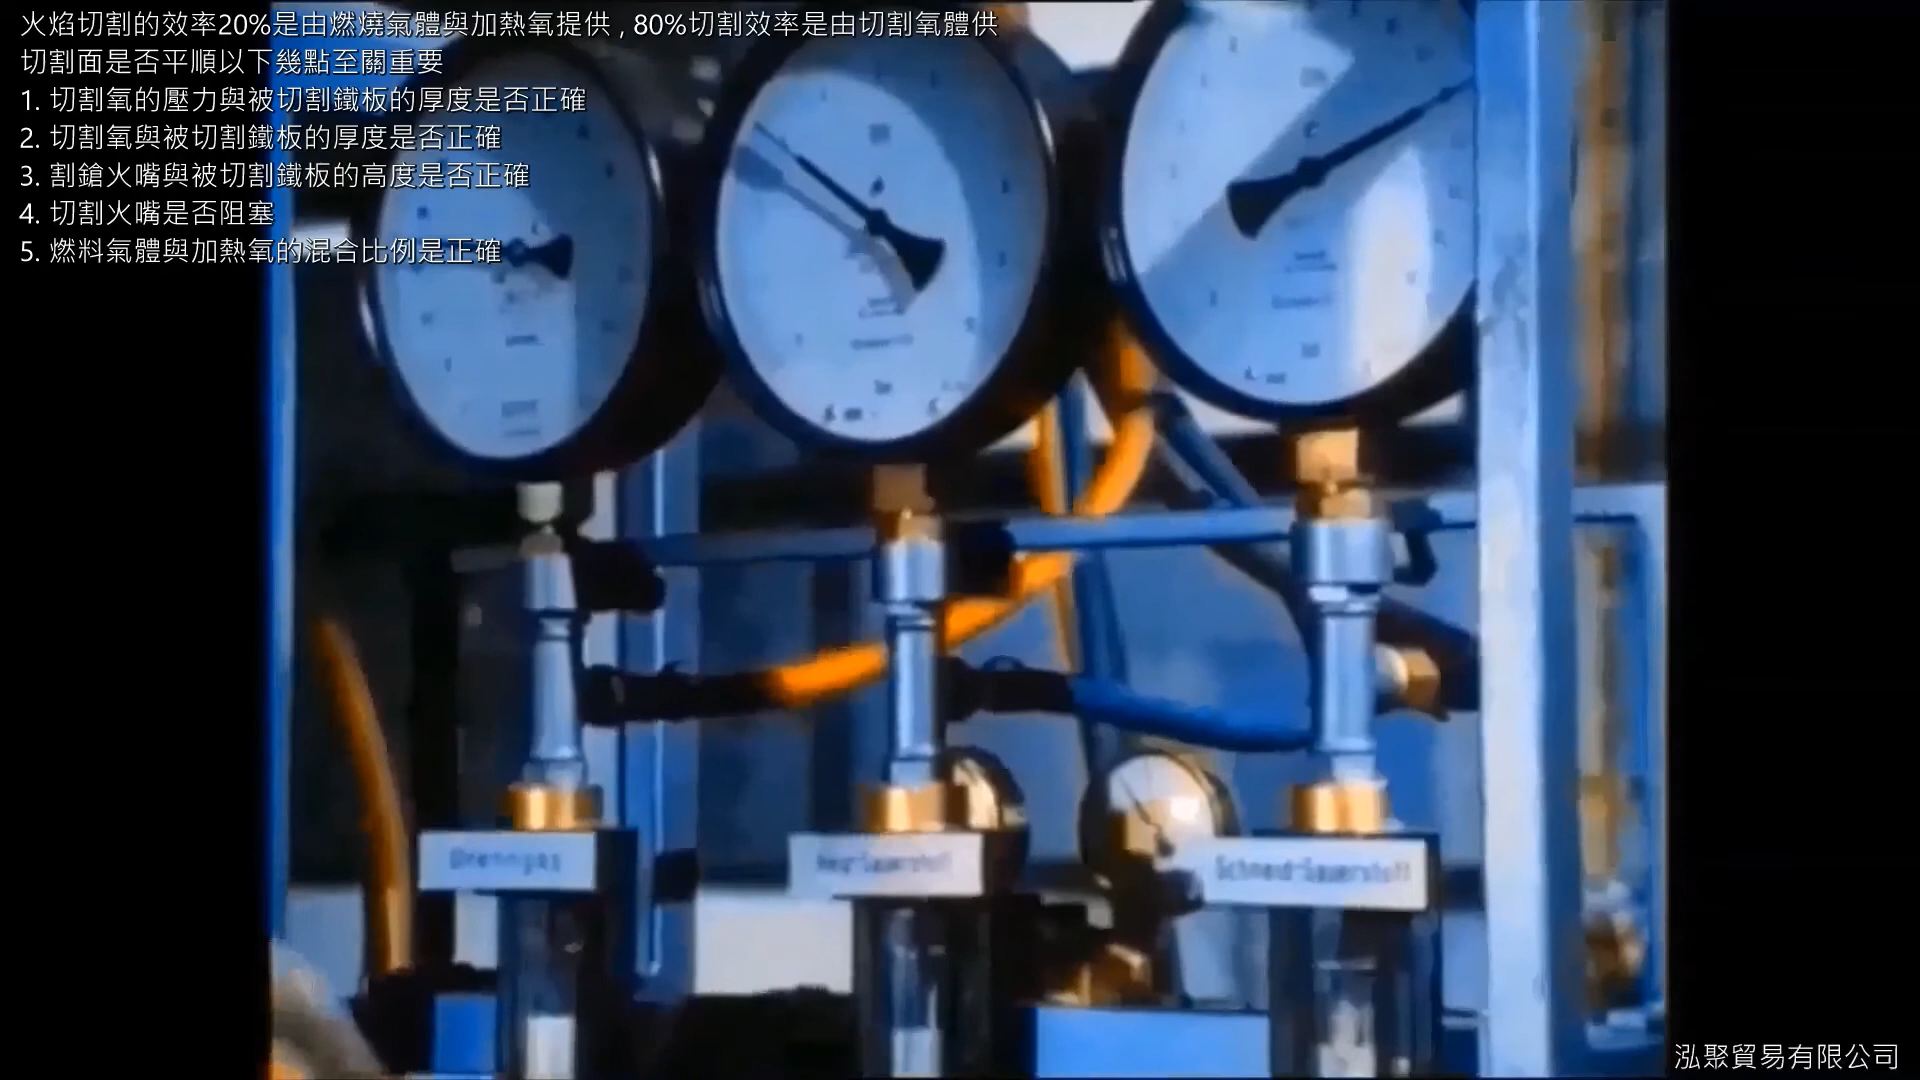 火焰切割的效率20%是由燃燒氣體與加熱氧提供 , 80%切割效率是由切割氧體供
切割面是否平順以下幾點至關重要
1. 切割氧的壓力與被切割鐵板的厚度是否正確
2. 切割氧與被切割鐵板的厚度是否正確
3. 割鎗火嘴與被切割鐵板的高度是否正確
4. 切割火嘴是否阻塞
5. 燃料氣體與加熱氧的混合比例是正確
Brenngas
Heiz-Sauerstoff
Schneid-Sauerstoff
泓聚貿易有限公司